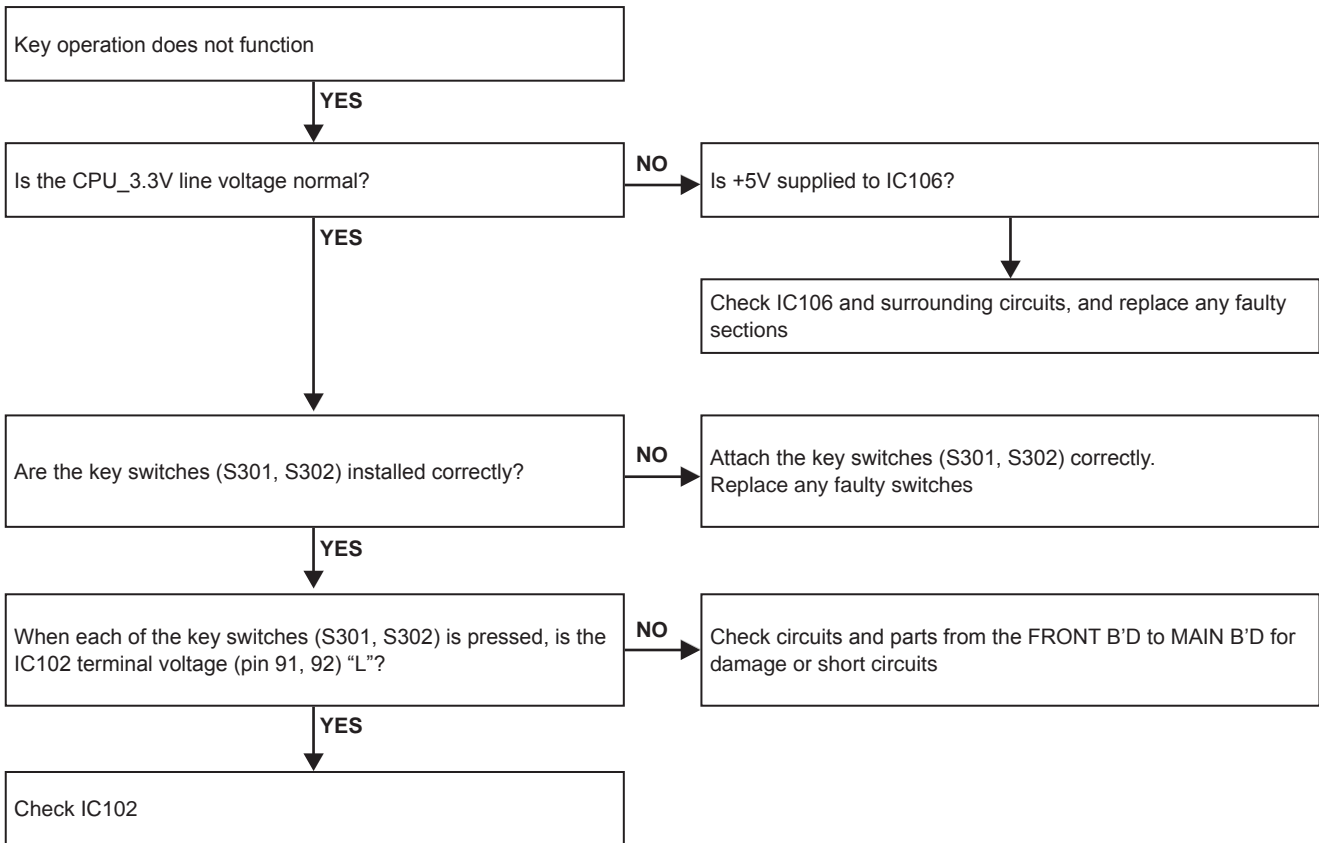 Key operation does not function
YES
Is the CPU_3.3V line voltage normal?
NO
Is +5V supplied to IC106?
YES
Check IC106 and surrounding circuits, and replace any faulty
sections
Are the key switches (S301, S302) installed correctly?
NO
Attach the key switches (S301, S302) correctly.
Replace any faulty switches
YES
When each of the key switches (S301, S302) is pressed, is the
IC102 terminal voltage (pin 91, 92) “L”?
NO
Check circuits and parts from the FRONT B’D to MAIN B’D for
damage or short circuits
YES
Check IC102